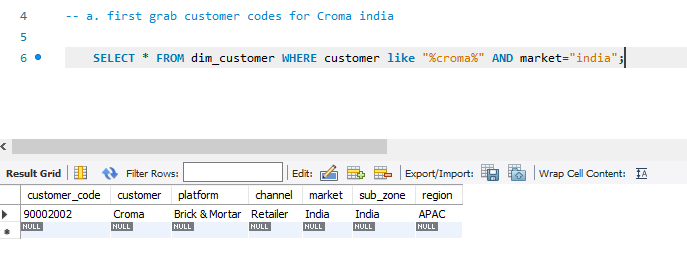 4 -- a. first grab customer codes for Croma india
5
6 SELECT * FROM dim_customer WHERE customer like "%croma%" AND market="india";
Result Grid Filter Rows: Edit: Export/Import: Wrap Cell Content: IA
customer_code customer platform channel market sub_zone region
90002002 Croma Brick & Mortar Retailer India India APAC
NULL NULL NULL NULL NULL NULL NULL